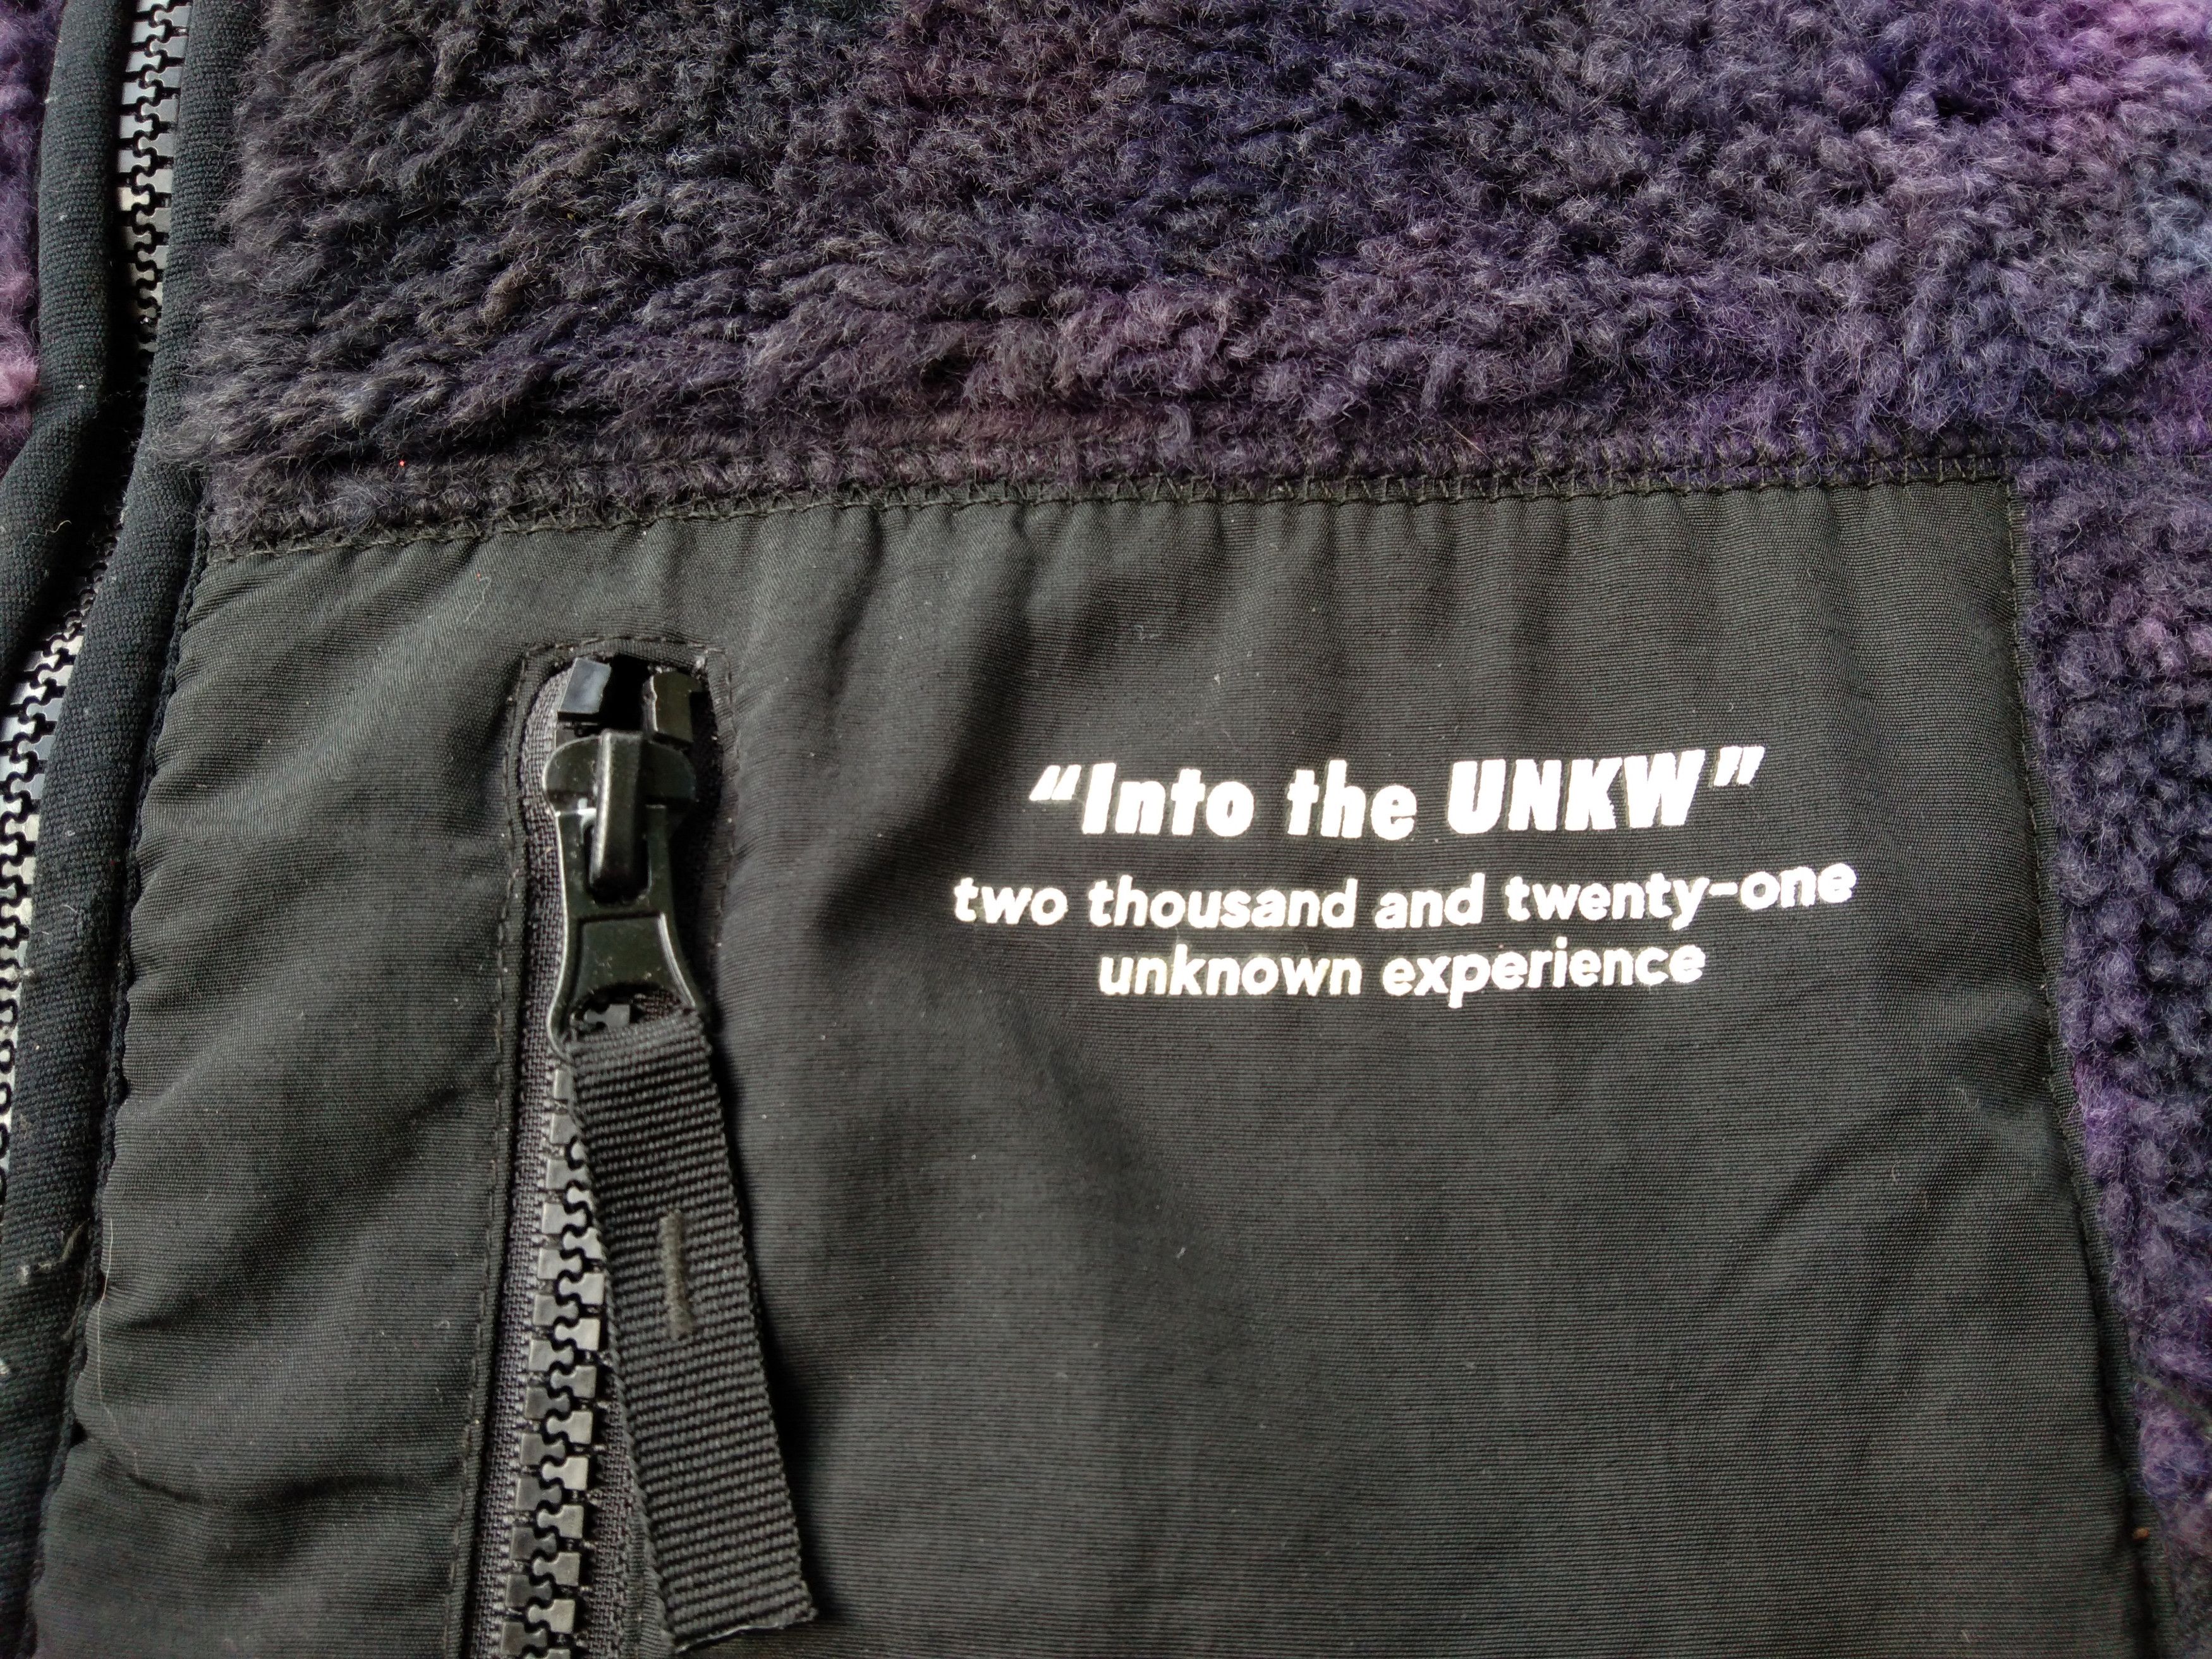 “Into the UNKW”
two thousand and twenty-one
unknown experience